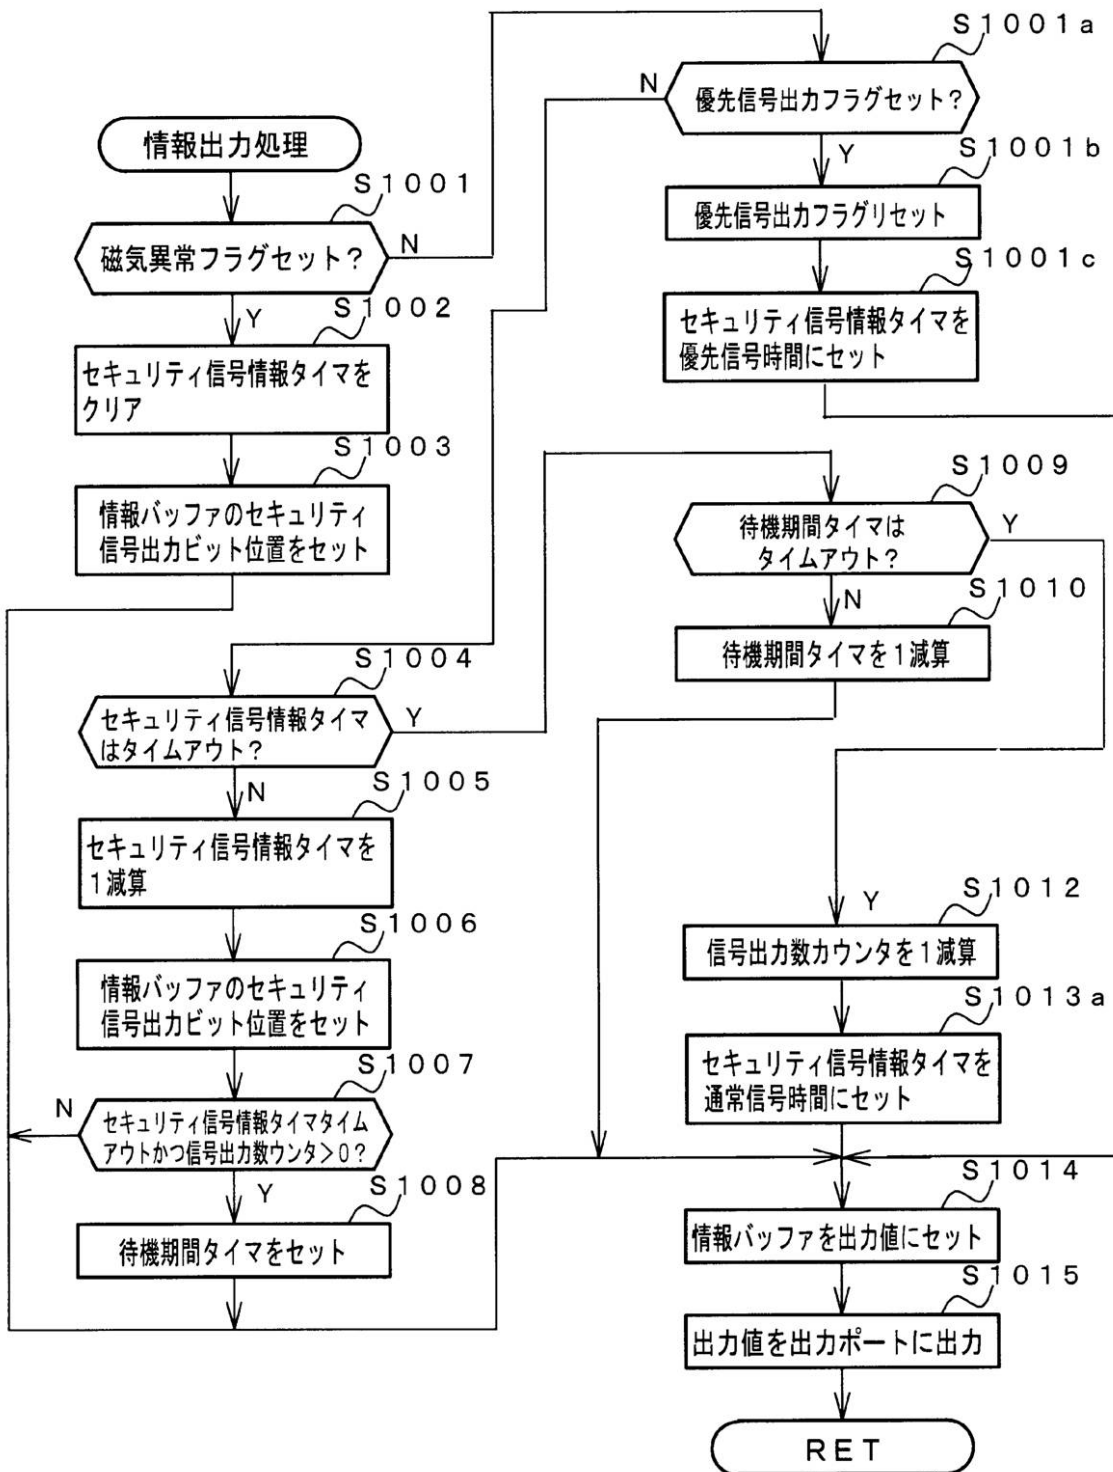 情報出力処理
S1001
磁気異常フラグセット？
N
Y
S1002
セキュリティ信号情報タイマを
クリア
S1003
情報バッファのセキュリティ
信号出力ビット位置をセット
S1001a
優先信号出力フラグセット？
N
Y
S1001b
優先信号出力フラグリセット
S1001c
セキュリティ信号情報タイマを
優先信号時間にセット
S1004
セキュリティ信号情報タイマ
はタイムアウト？
Y
N
S1005
セキュリティ信号情報タイマを
１減算
S1006
情報バッファのセキュリティ
信号出力ビット位置をセット
S1007
セキュリティ信号情報タイマタイム
アウトかつ信号出力数ウンタ＞０？
N
Y
S1008
待機期間タイマをセット
S1009
待機期間タイマは
タイムアウト？
Y
N
S1010
待機期間タイマを１減算
Y
S1012
信号出力数カウンタを１減算
S1013a
セキュリティ信号情報タイマを
通常信号時間にセット
S1014
情報バッファを出力値にセット
S1015
出力値を出力ポートに出力
RET